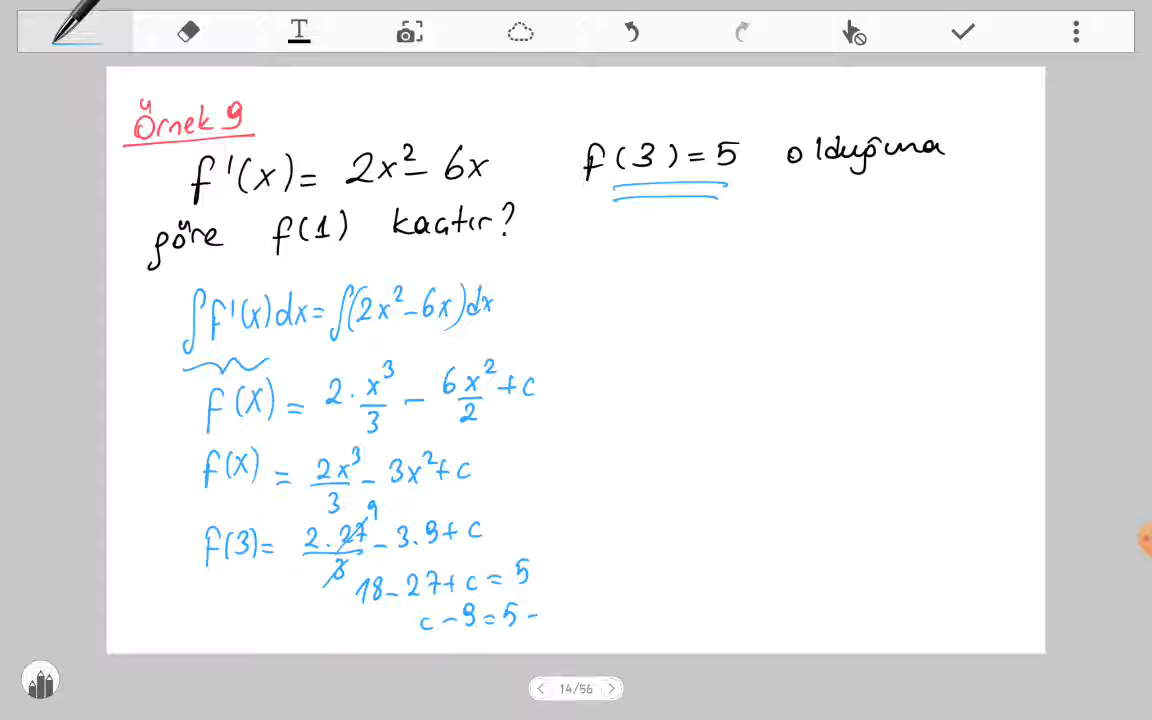 Örnek 9
f'(x) = 2x² - 6x f(3) = 5 olduğuna
göre f(1) kaçtır?
∫f'(x)dx = ∫(2x² - 6x)dx
f(x) = 2 . x³/3 - 6x²/2 + c
f(x) = 2x³/3 - 3x² + c
f(3) = 2.27/3 - 3.9 + c
9
18 - 27 + c = 5
c - 9 = 5 -
14/56